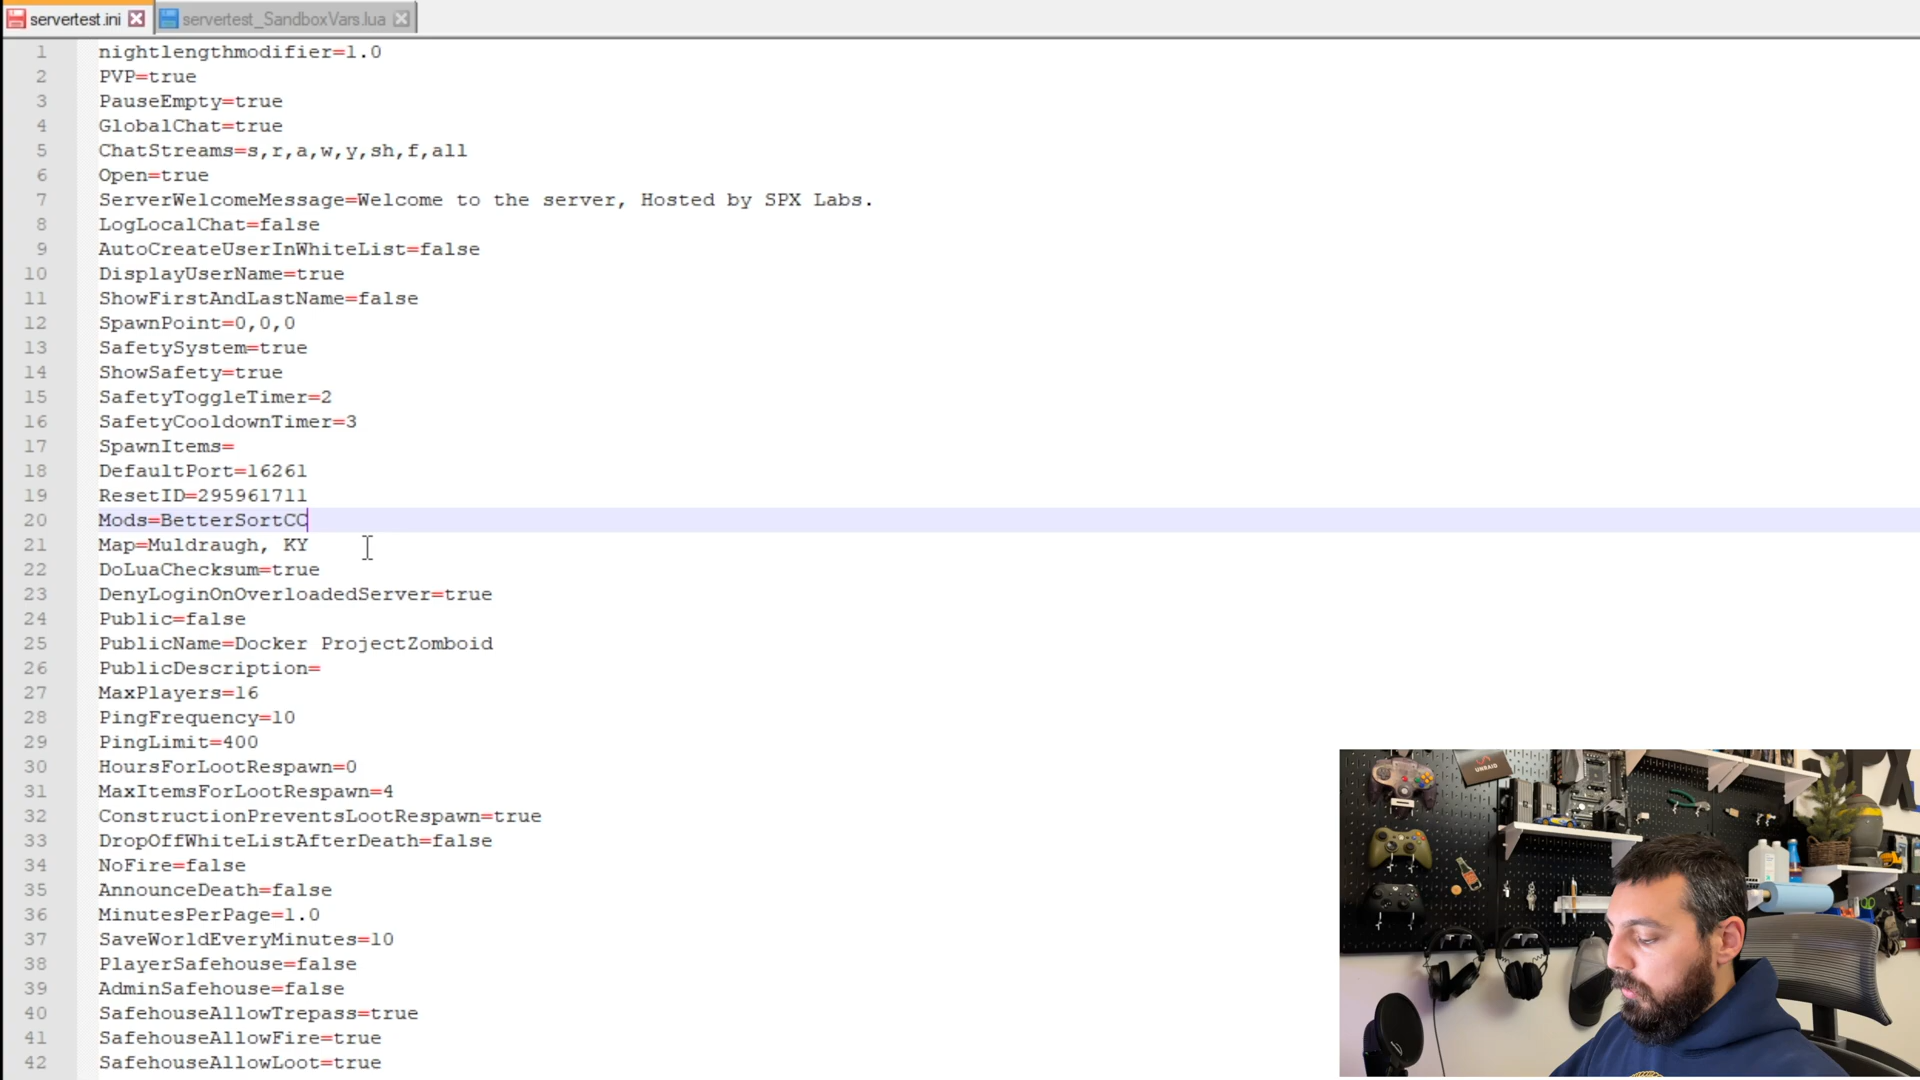 servertest.ini
servertest_SandboxVars.lua
1 nightlengthmodifier=1.0
2 PVP=true
3 PauseEmpty=true
4 GlobalChat=true
5 ChatStreams=s,r,a,w,y,sh,f,all
6 Open=true
7 ServerWelcomeMessage=Welcome to the server, Hosted by SPX Labs.
8 LogLocalChat=false
9 AutoCreateUserInWhiteList=false
10 DisplayUserName=true
11 ShowFirstAndLastName=false
12 SpawnPoint=0,0,0
13 SafetySystem=true
14 ShowSafety=true
15 SafetyToggleTimer=2
16 SafetyCooldownTimer=3
17 SpawnItems=
18 DefaultPort=16261
19 ResetID=295961711
20 Mods=BetterSortCC
21 Map=Muldraugh, KY
22 DoLuaChecksum=true
23 DenyLoginOnOverloadedServer=true
24 Public=false
25 PublicName=Docker ProjectZomboid
26 PublicDescription=
27 MaxPlayers=16
28 PingFrequency=10
29 PingLimit=400
30 HoursForLootRespawn=0
31 MaxItemsForLootRespawn=4
32 ConstructionPreventsLootRespawn=true
33 DropOffWhiteListAfterDeath=false
34 NoFire=false
35 AnnounceDeath=false
36 MinutesPerPage=1.0
37 SaveWorldEveryMinutes=10
38 PlayerSafehouse=false
39 AdminSafehouse=false
40 SafehouseAllowTrepass=true
41 SafehouseAllowFire=true
42 SafehouseAllowLoot=true
UNRAID